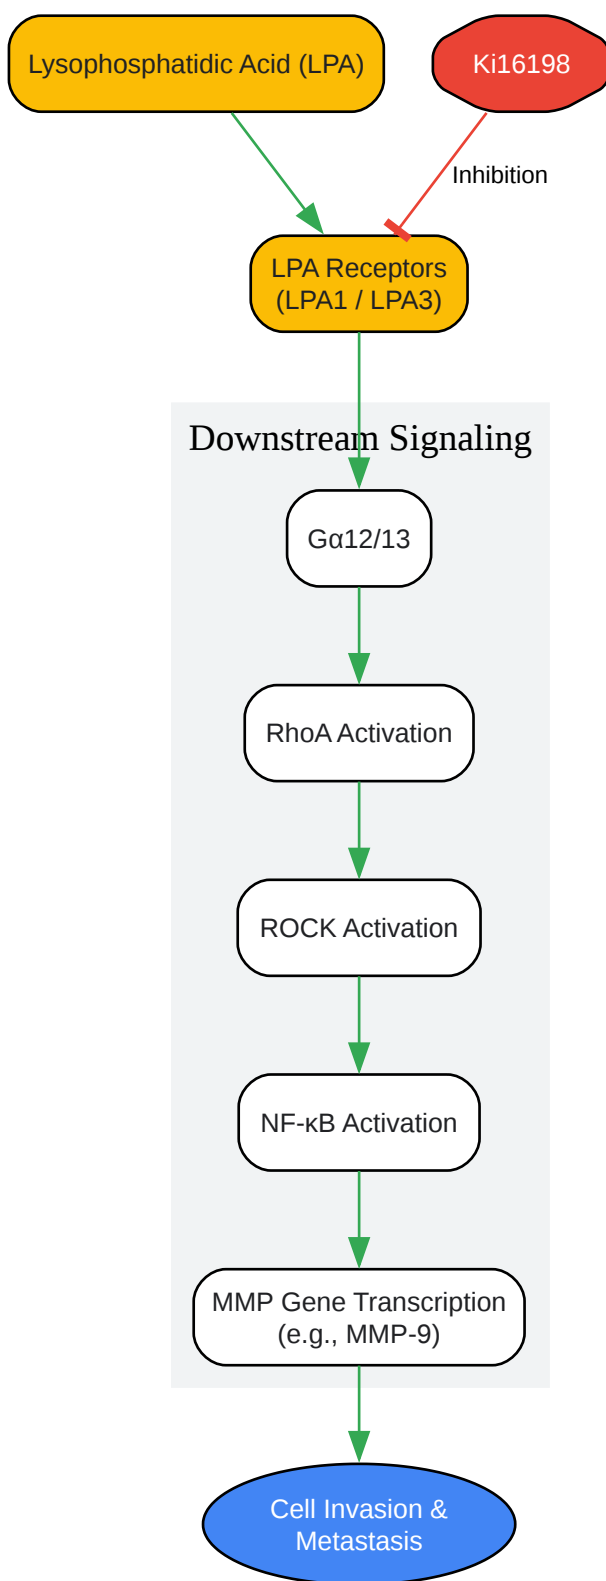 Lysophosphatidic Acid (LPA)
Ki16198
Inhibition
LPA Receptors
(LPA1 / LPA3)
Downstream Signaling
Gα12/13
RhoA Activation
ROCK Activation
NF-κB Activation
MMP Gene Transcription
(e.g., MMP-9)
Cell Invasion &
Metastasis